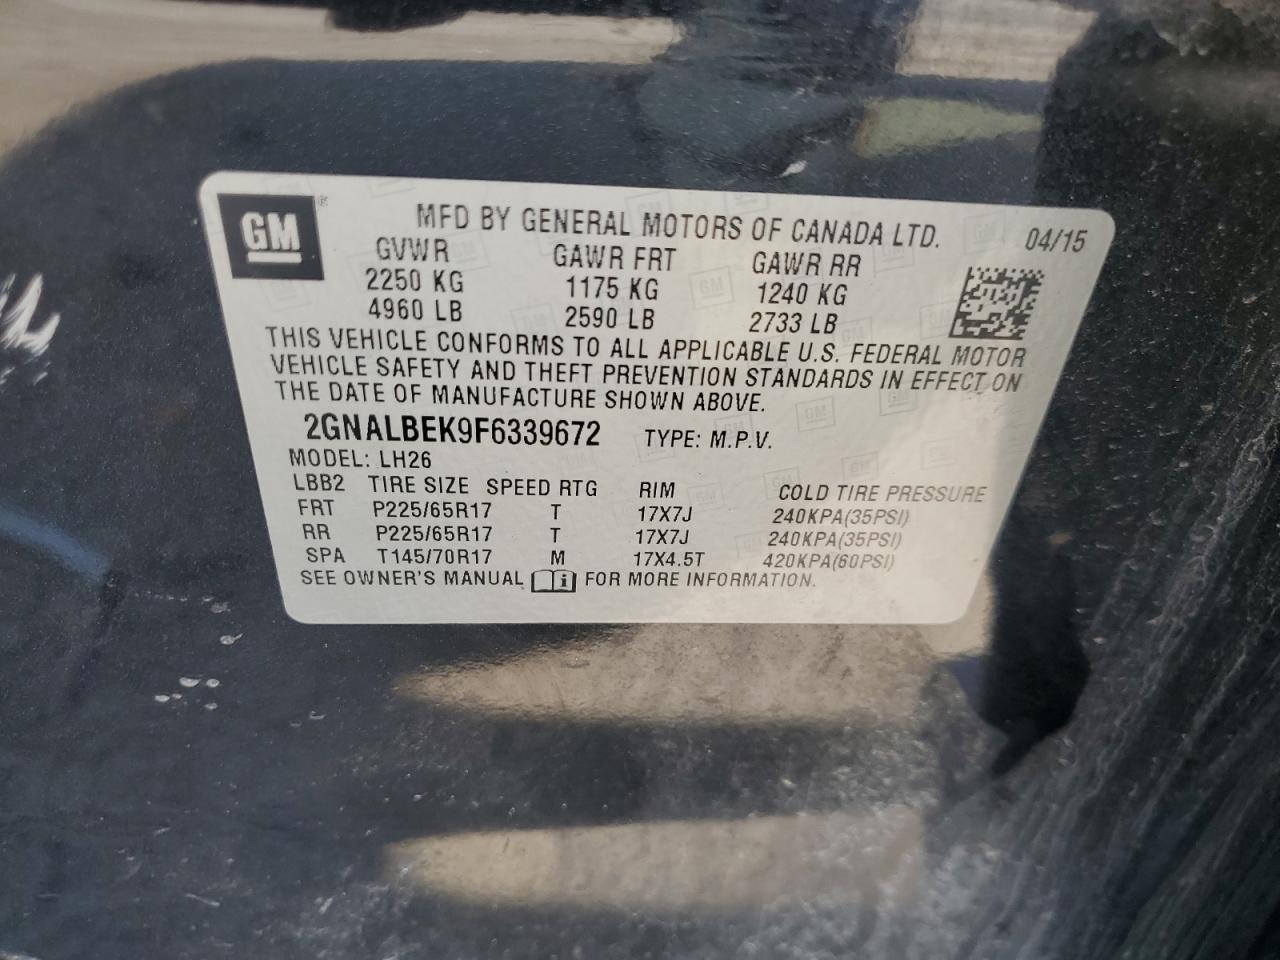 GM®
MFD BY GENERAL MOTORS OF CANADA LTD. 04/15
GVWR GAWR FRT GAWR RR
2250 KG 1175 KG 1240 KG
4960 LB 2590 LB 2733 LB
THIS VEHICLE CONFORMS TO ALL APPLICABLE U.S. FEDERAL MOTOR
VEHICLE SAFETY AND THEFT PREVENTION STANDARDS IN EFFECT ON
THE DATE OF MANUFACTURE SHOWN ABOVE.
2GNALBEK9F6339672 TYPE: M.P.V.
MODEL: LH26
LBB2 TIRE SIZE SPEED RTG RIM COLD TIRE PRESSURE
FRT P225/65R17 T 17X7J 240KPA(35PSI)
RR P225/65R17 T 17X7J 240KPA(35PSI)
SPA T145/70R17 M 17X4.5T 420KPA(60PSI)
SEE OWNER'S MANUAL i FOR MORE INFORMATION.